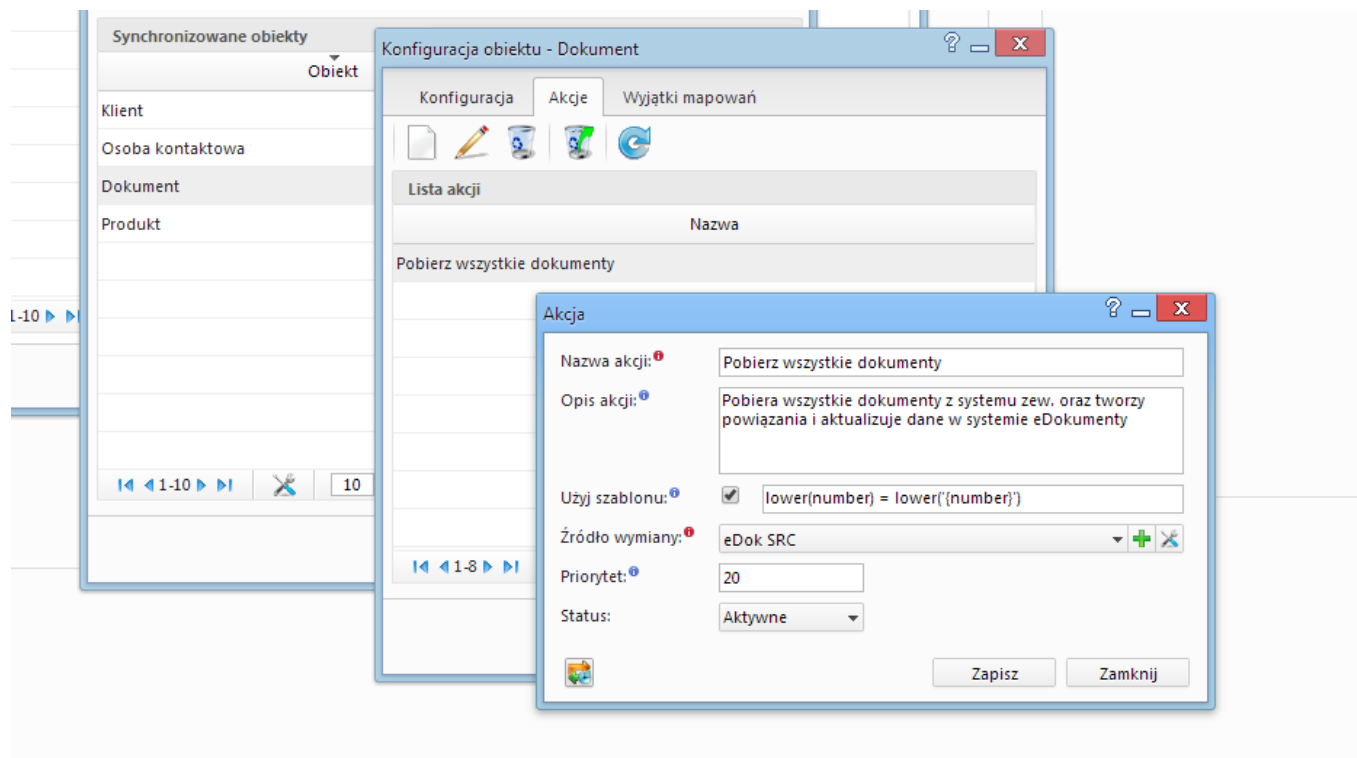 Synchronizowane obiekty
Obiekt
Klient
Osoba kontaktowa
Dokument
Produkt
1-10
1-10
10
Konfiguracja obiektu - Dokument
Konfiguracja
Akcje
Wyjątki mapowań
Lista akcji
Nazwa
Pobierz wszystkie dokumenty
1-8
Akcja
Nazwa akcji:
Pobierz wszystkie dokumenty
Opis akcji:
Pobiera wszystkie dokumenty z systemu zew. oraz tworzy
powiązania i aktualizuje dane w systemie eDokumenty
Użyj szablonu:
lower(number) = lower('{number}')
Źródło wymiany:
eDok SRC
Priorytet:
20
Status:
Aktywne
Zapisz
Zamknij